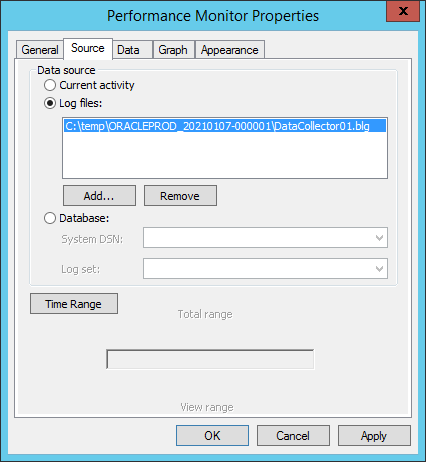 Performance Monitor Properties
x
General Source Data Graph Appearance
Data source
Current activity
Log files:
C:\temp\ORACLEPROD_20210107-000001\DataCollector01.blg
Add... Remove
Database:
System DSN:
Log set:
Time Range
Total range
View range
OK Cancel Apply